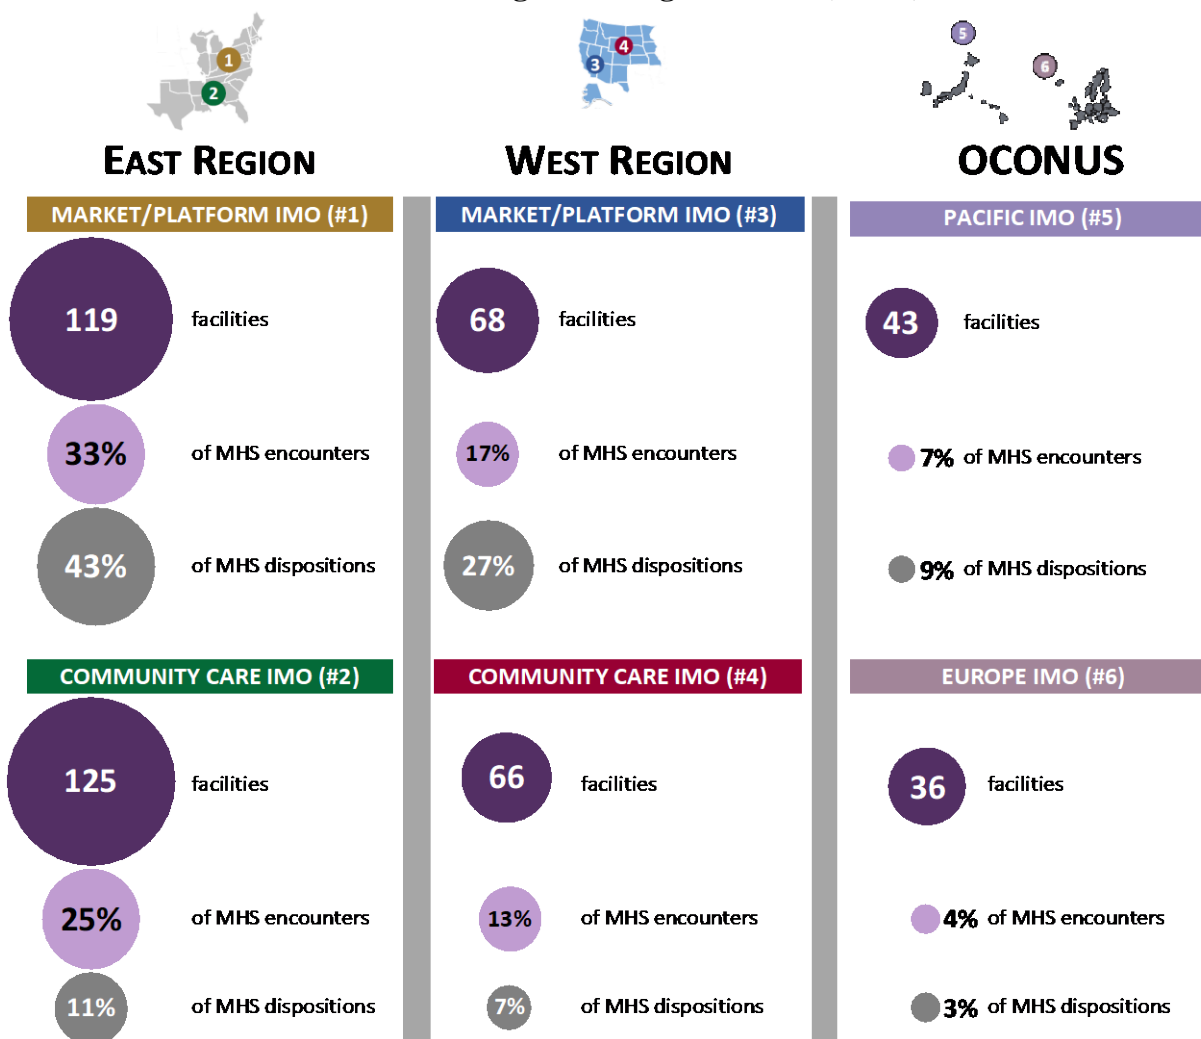 1
2
3
4
5
6
EAST REGION
WEST REGION
OCONUS
MARKET/PLATFORM IMO (#1)
119
facilities
33%
of MHS encounters
43%
of MHS dispositions
COMMUNITY CARE IMO (#2)
125
facilities
25%
of MHS encounters
11%
of MHS dispositions
MARKET/PLATFORM IMO (#3)
68
facilities
17%
of MHS encounters
27%
of MHS dispositions
COMMUNITY CARE IMO (#4)
66
facilities
13%
of MHS encounters
7%
of MHS dispositions
PACIFIC IMO (#5)
43
facilities
7% of MHS encounters
9% of MHS dispositions
EUROPE IMO (#6)
36
facilities
4% of MHS encounters
3% of MHS dispositions